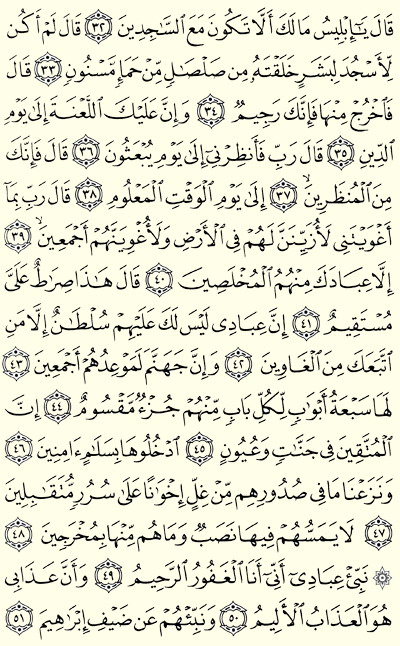 قَالَ يَـٰٓإِبْلِيسُ مَا لَكَ أَلَّا تَكُونَ مَعَ ٱلسَّـٰجِدِينَ ٣٢ قَالَ لَمْ أَكُن
لِّأَسْجُدَ لِبَشَرٍ خَلَقْتَهُۥ مِن صَلْصَـٰلٍ مِّنْ حَمَإٍ مَّسْنُونٍ ٣٣ قَالَ
فَٱخْرُجْ مِنْهَا فَإِنَّكَ رَجِيمٌ ٣٤ وَإِنَّ عَلَيْكَ ٱللَّعْنَةَ إِلَىٰ يَوْمِ
ٱلدِّينِ ٣٥ قَالَ رَبِّ فَأَنظِرْنِىٓ إِلَىٰ يَوْمِ يُبْعَثُونَ ٣٦ قَالَ فَإِنَّكَ
مِنَ ٱلْمُنظَرِينَ ٣٧ إِلَىٰ يَوْمِ ٱلْوَقْتِ ٱلْمَعْلُومِ ٣٨ قَالَ رَبِّ بِمَآ
أَغْوَيْتَنِى لَأُزَيِّنَنَّ لَهُمْ فِى ٱلْأَرْضِ وَلَأُغْوِيَنَّهُمْ أَجْمَعِينَ ٣٩
إِلَّا عِبَادَكَ مِنْهُمُ ٱلْمُخْلَصِينَ ٤٠ قَالَ هَـٰذَا صِرَٰطٌ عَلَىَّ
مُسْتَقِيمٌ ٤١ إِنَّ عِبَادِى لَيْسَ لَكَ عَلَيْهِمْ سُلْطَـٰنٌ إِلَّا مَنِ
ٱتَّبَعَكَ مِنَ ٱلْغَاوِينَ ٤٢ وَإِنَّ جَهَنَّمَ لَمَوْعِدُهُمْ أَجْمَعِينَ ٤٣
لَهَا سَبْعَةُ أَبْوَٰبٍ لِّكُلِّ بَابٍ مِّنْهُمْ جُزْءٌ مَّقْسُومٌ ٤٤ إِنَّ
ٱلْمُتَّقِينَ فِى جَنَّـٰتٍ وَعُيُونٍ ٤٥ ٱدْخُلُوهَا بِسَلَـٰمٍ ءَامِنِينَ ٤٦
وَنَزَعْنَا مَا فِى صُدُورِهِم مِّنْ غِلٍّ إِخْوَٰنًا عَلَىٰ سُرُرٍ مُّتَقَـٰبِلِينَ
٤٧ لَا يَمَسُّهُمْ فِيهَا نَصَبٌ وَمَا هُم مِّنْهَا بِمُخْرَجِينَ ٤٨
۞ نَبِّئْ عِبَادِىٓ أَنِّىٓ أَنَا ٱلْغَفُورُ ٱلرَّحِيمُ ٤٩ وَأَنَّ عَذَابِى
هُوَ ٱلْعَذَابُ ٱلْأَلِيمُ ٥٠ وَنَبِّئْهُمْ عَن ضَيْفِ إِبْرَٰهِيمَ ٥١